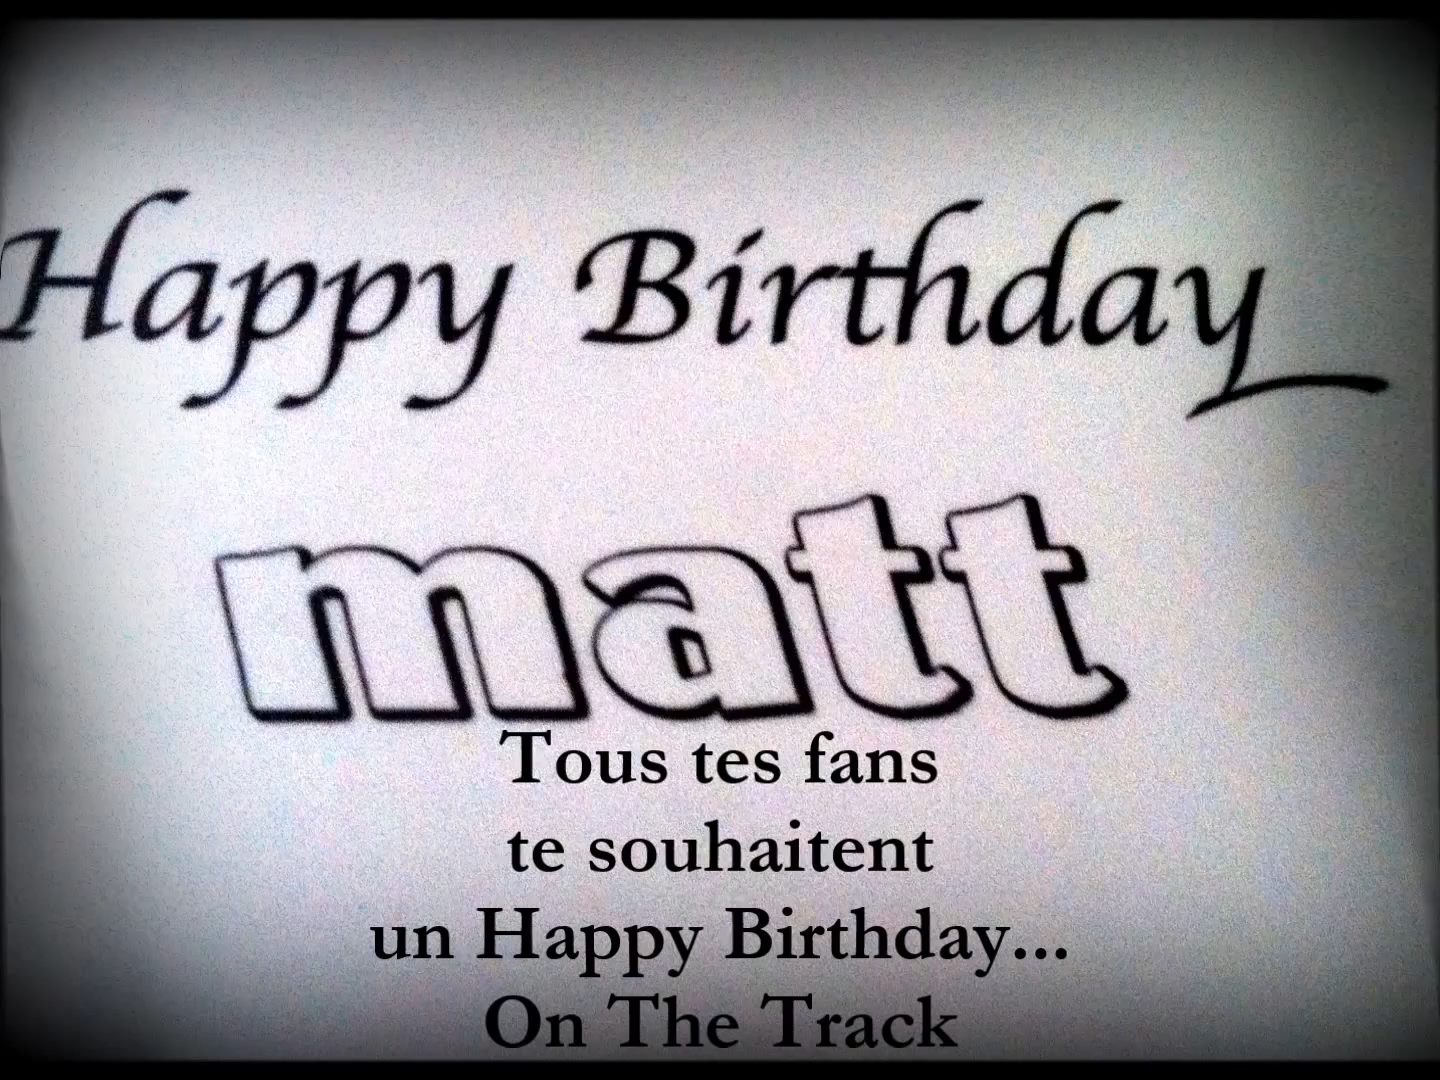 Happy Birthday
matt
Tous tes fans
te souhaitent
un Happy Birthday...
On The Track